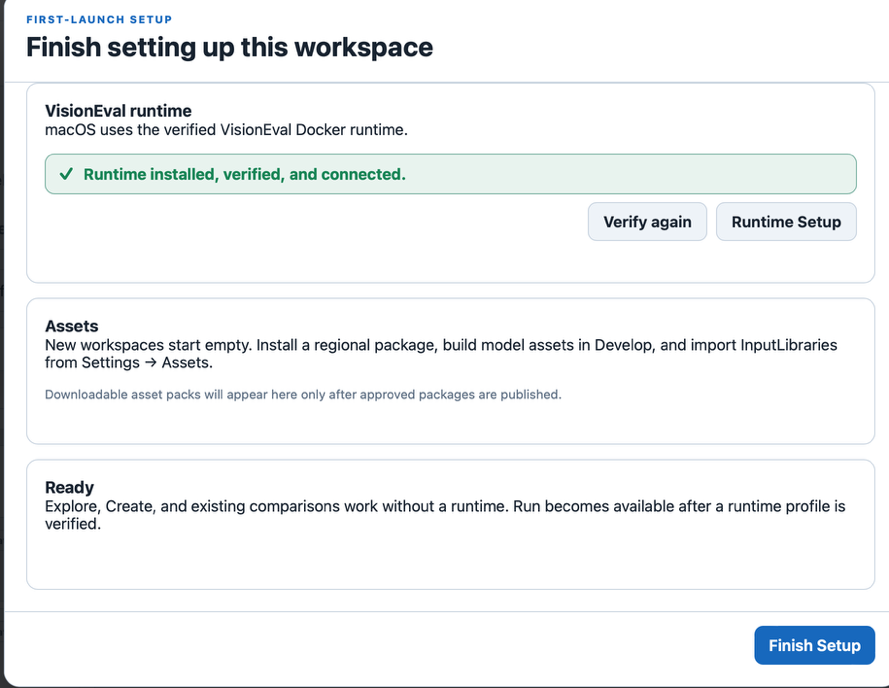 FIRST-LAUNCH SETUP
Finish setting up this workspace
VisionEval runtime
macOS uses the verified VisionEval Docker runtime.
✓ Runtime installed, verified, and connected.
Verify again
Runtime Setup
Assets
New workspaces start empty. Install a regional package, build model assets in Develop, and import InputLibraries
from Settings → Assets.
Downloadable asset packs will appear here only after approved packages are published.
Ready
Explore, Create, and existing comparisons work without a runtime. Run becomes available after a runtime profile is
verified.
Finish Setup